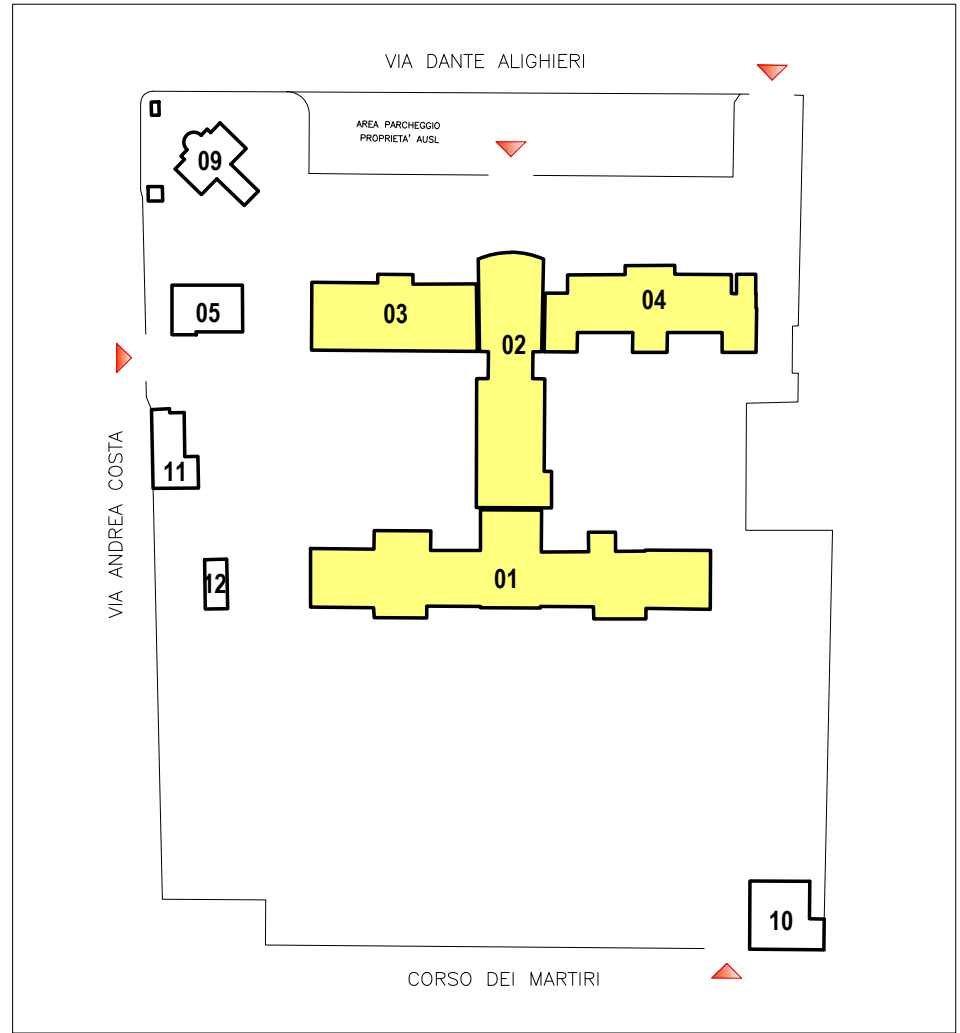 VIA DANTE ALIGHIERI
AREA PARCHEGGIO
PROPRIETA' AUSL
09
05
03
04
02
VIA ANDREA COSTA
11
12
01
10
CORSO DEI MARTIRI